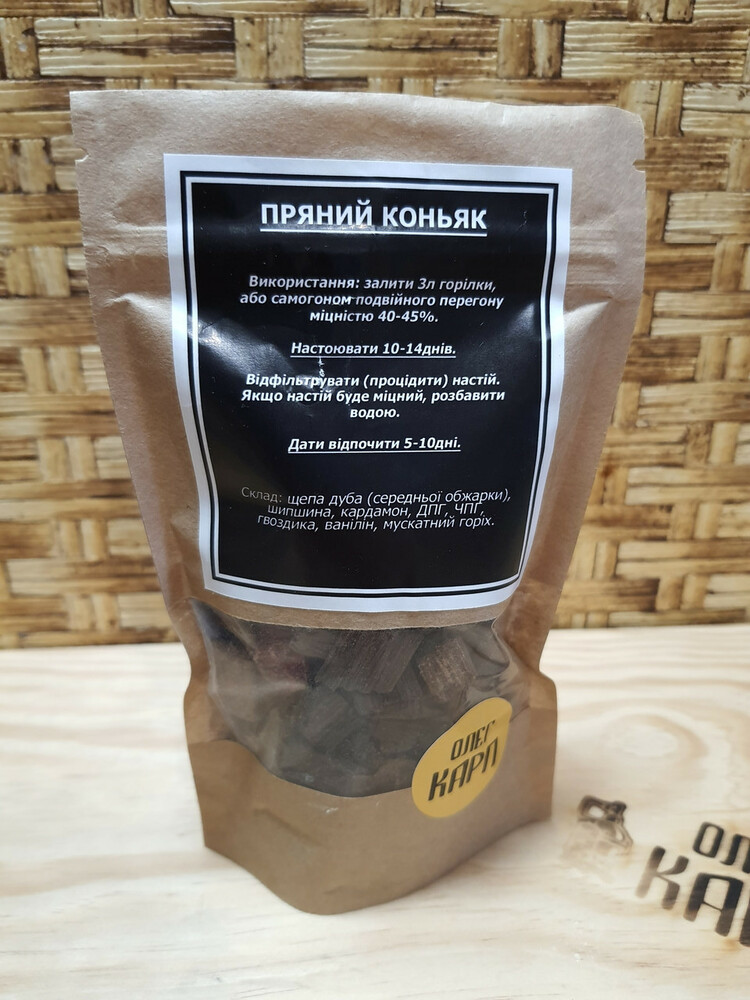 ПРЯНИЙ КОНЬЯК
Використання: залити 3л горілки,
або самогоном подвійного перегону
міцністю 40-45%.
Настоювати 10-14днів.
Відфільтрувати (процідити) настій.
Якщо настій буде міцний, розбавити
водою.
Дати відпочити 5-10дні.
Склад: щепа дуба (середньої обжарки),
шипшина, кардамон, ДПГ, ЧПГ,
гвоздика, ванілін, мускатний горіх.
ОЛЕГ
КАРП